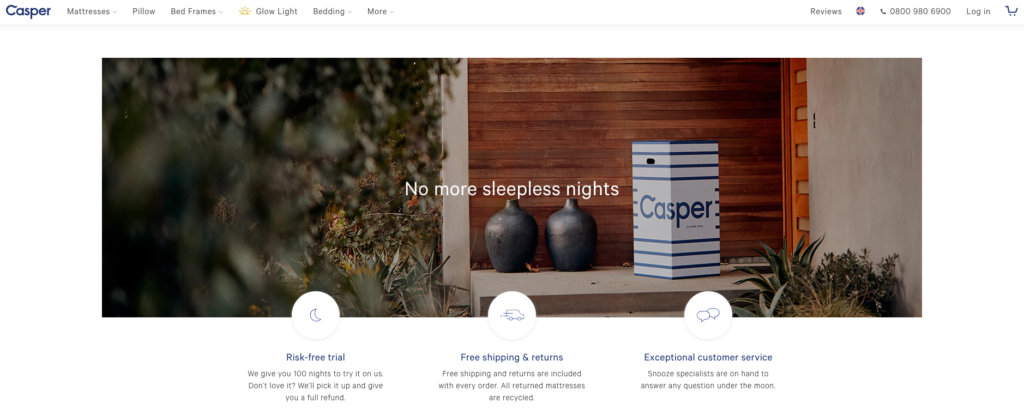 Casper Mattresses Pillow Bed Frames Glow Light Bedding More Reviews 0800 980 6900 Log in
No more sleepless nights
Casper
Risk-free trial
We give you 100 nights to try it on us.
Don't love it? We'll pick it up and give
you a full refund.
Free shipping & returns
Free shipping and returns are included
with every order. All returned mattresses
are recycled.
Exceptional customer service
Snooze specialists are on hand to
answer any question under the moon.